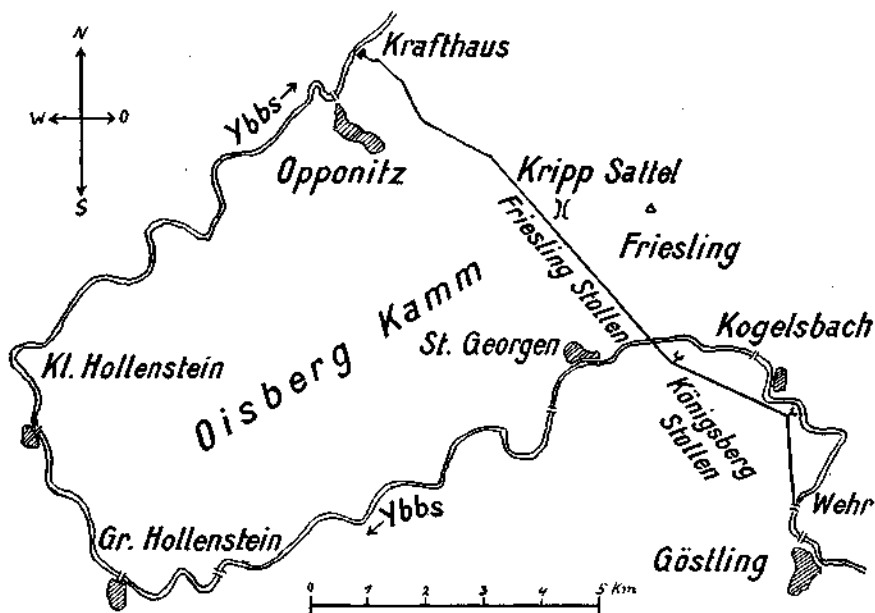 N
W O
S
Krafthaus
Ybbs
Opponitz
Kripp Sattel
Friesling
Friesling Stollen
Oisberg Kamm
St. Georgen
Kogelsbach
Kl. Hollenstein
Königsberg
Stollen
Ybbs
Wehr
Gr. Hollenstein
Göstling
0 1 2 3 4 5 Km